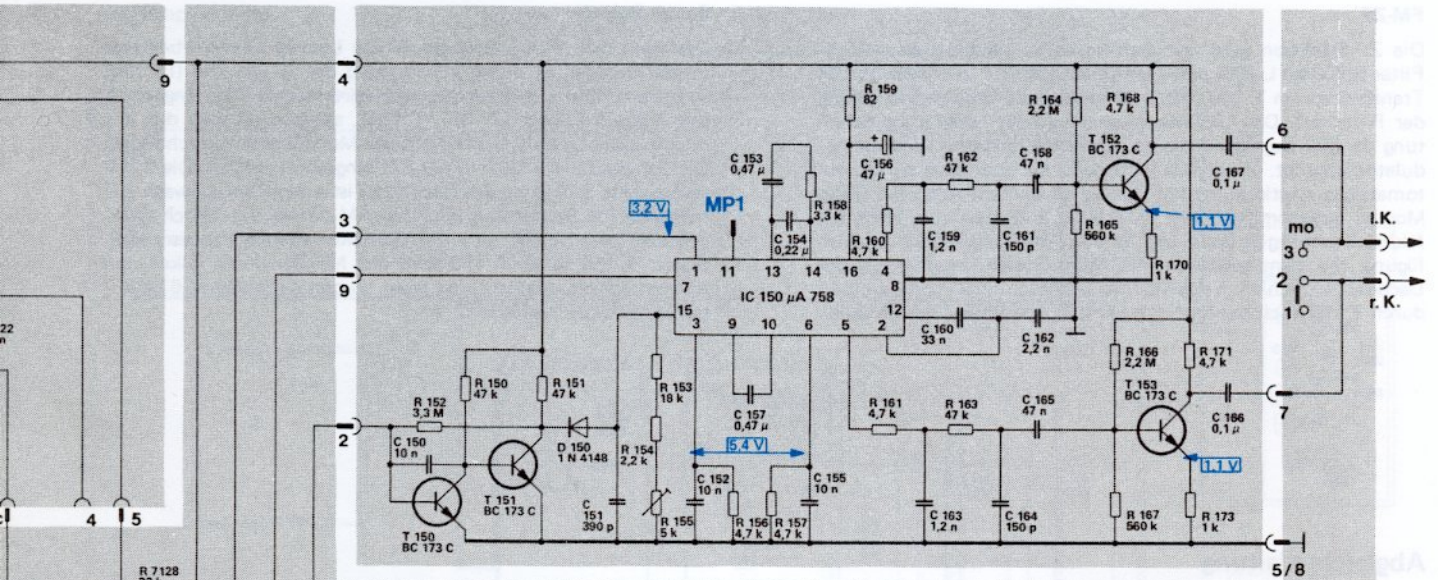 9
4
R 159
82
R 164
2,2 M
R 168
4,7 k
6
T 152
BC 173 C
C 153
0,47 µ
+
C 156
47 µ
R 162
47 k
C 158
47 n
C 167
0,1 µ
3,2 V
MP1
R 158
3,3 k
3
C 154
0,22 µ
R 160
4,7 k
C 159
1,2 n
C 161
150 p
R 165
560 k
1,1 V
mo
l.K.
3
1 11 13 14 16 4
R 170
1 k
9
7 8
2
r. K.
IC 150 µA 758
15 12
1
3 9 10 6 5 2
C 160
33 n
C 162
2,2 n
22
n
R 150
47 k
R 151
47 k
R 153
18 k
R 166
2,2 M
R 171
4,7 k
T 153
BC 173 C
R 152
3,3 M
C 157
0,47 µ
R 161
4,7 k
R 163
47 k
C 165
47 n
C 166
0,1 µ
7
2
C 150
10 n
D 150
1 N 4148
R 154
2,2 k
5,4 V
1,1 V
T 151
BC 173 C
C 152
10 n
C 155
10 n
C
151
390 p
R 155
5 k
R 156
4,7 k
R 157
4,7 k
C 163
1,2 n
C 164
150 p
R 167
560 k
R 173
1 k
4 5
T 150
BC 173 C
5/8
R 7128